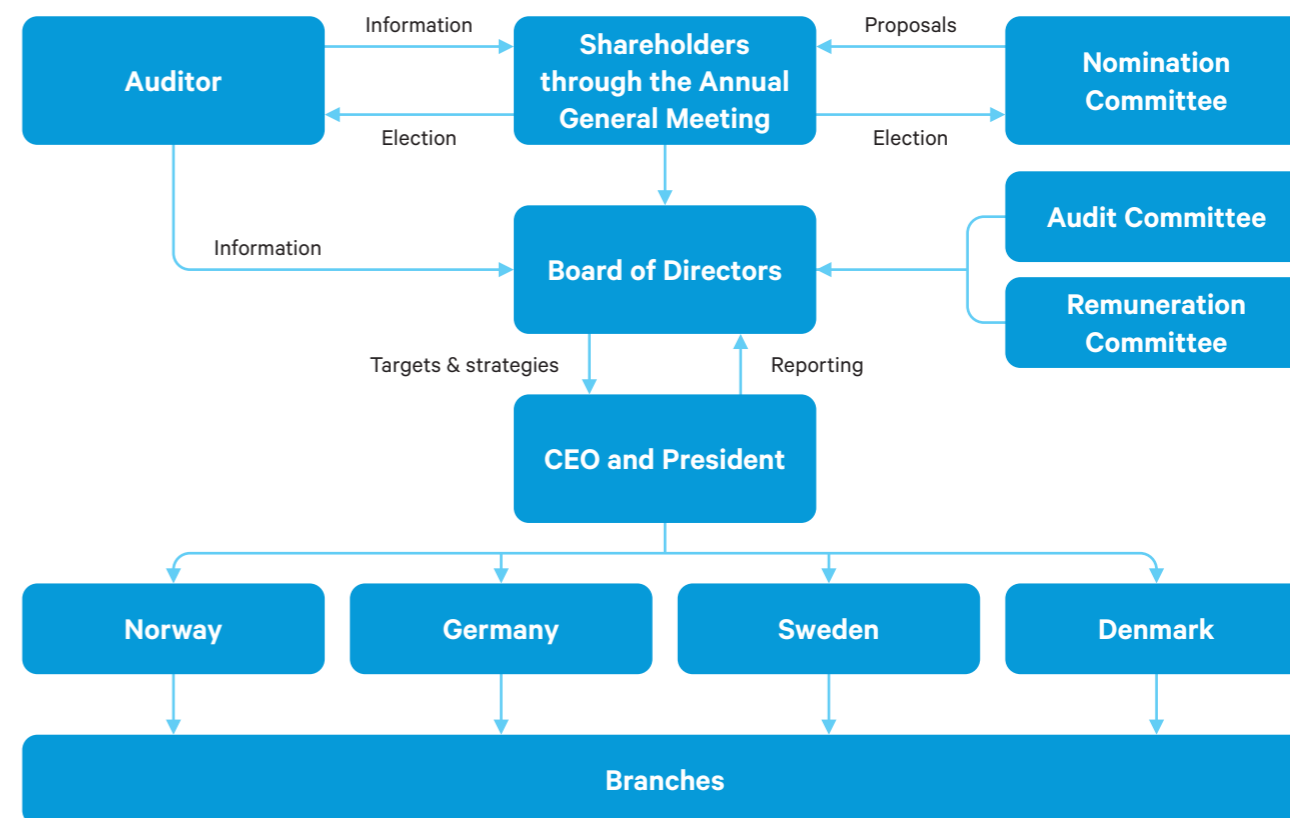 Information
Proposals
Auditor
Shareholders
through the Annual
General Meeting
Nomination
Committee
Election
Election
Audit Committee
Information
Board of Directors
Remuneration
Committee
Targets & strategies
Reporting
CEO and President
Norway
Germany
Sweden
Denmark
Branches